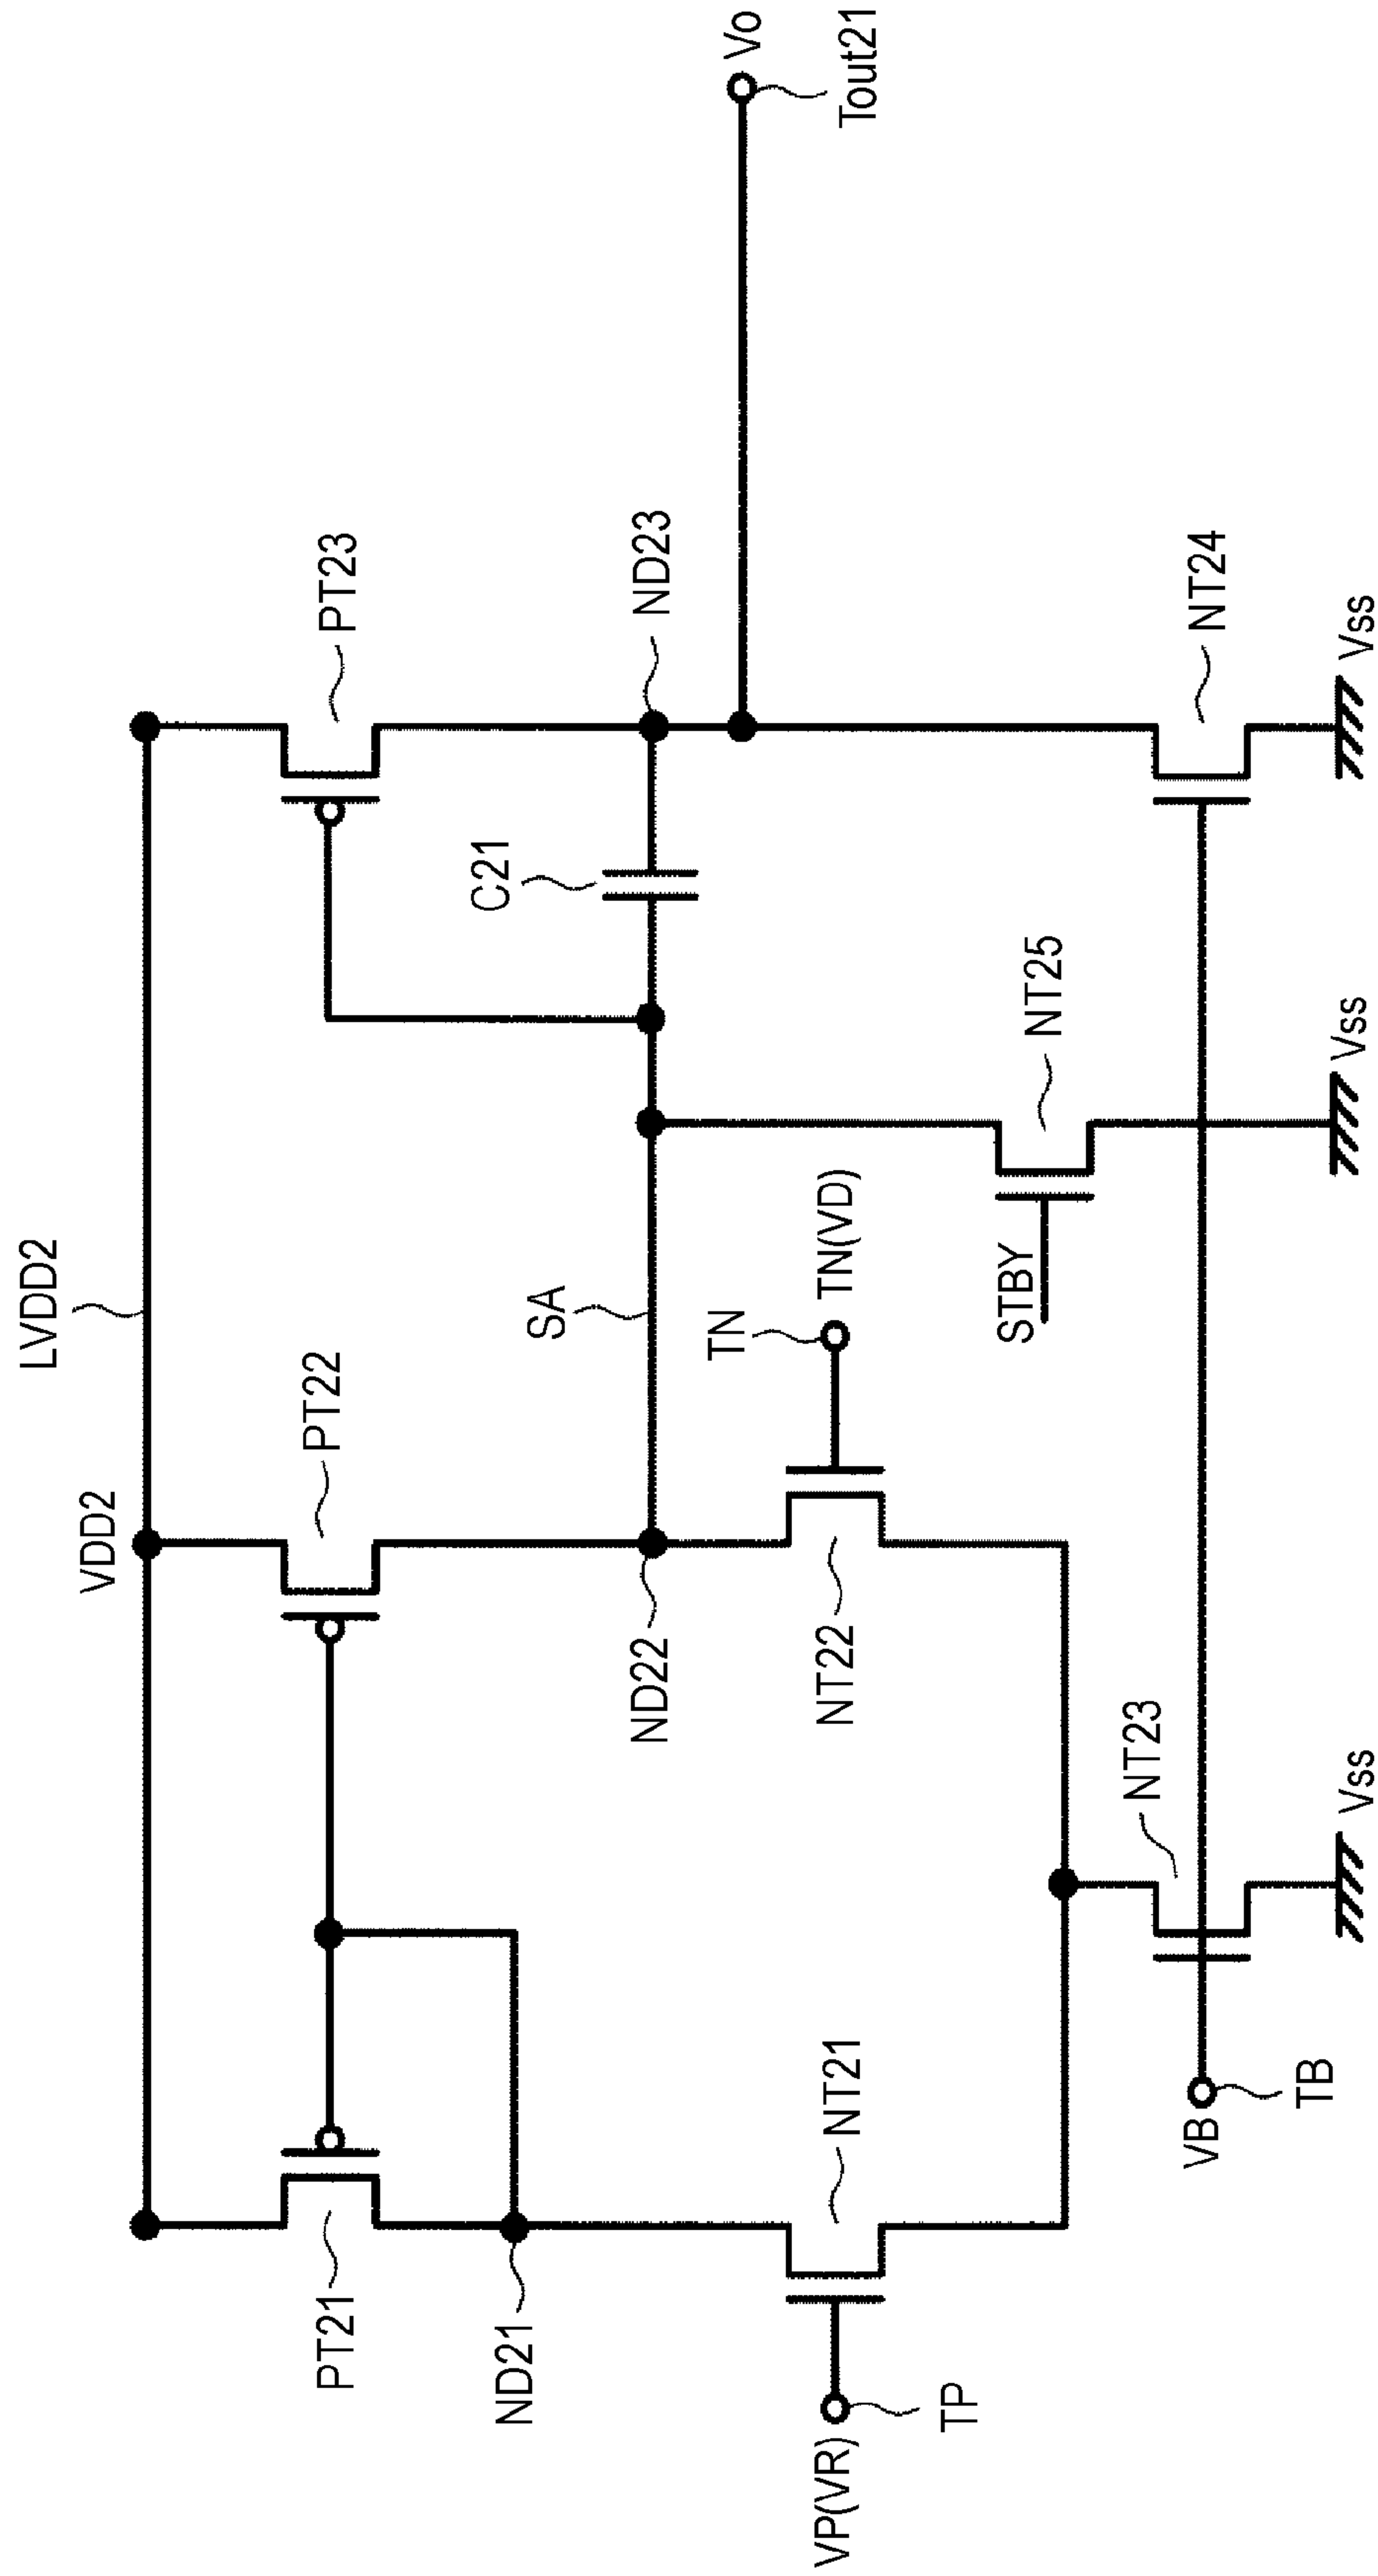 LVDD2
VDD2
PT21
PT22
PT23
ND21
SA
C21
ND22
ND23
Vo
Tout21
VP(VR)
TP
NT21
NT22
TN
TN(VD)
STBY
NT25
VB
TB
NT23
NT24
Vss
Vss
Vss